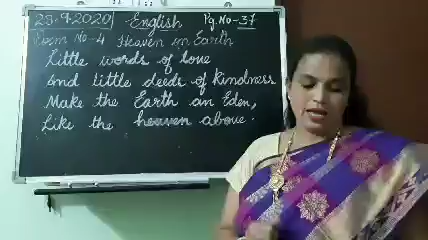 23.9.2020 English Pg.No-37
Poem No-4 Heaven on Earth
Little words of love
And little deeds of kindness
Make the Earth an Eden,
Like the heaven above.